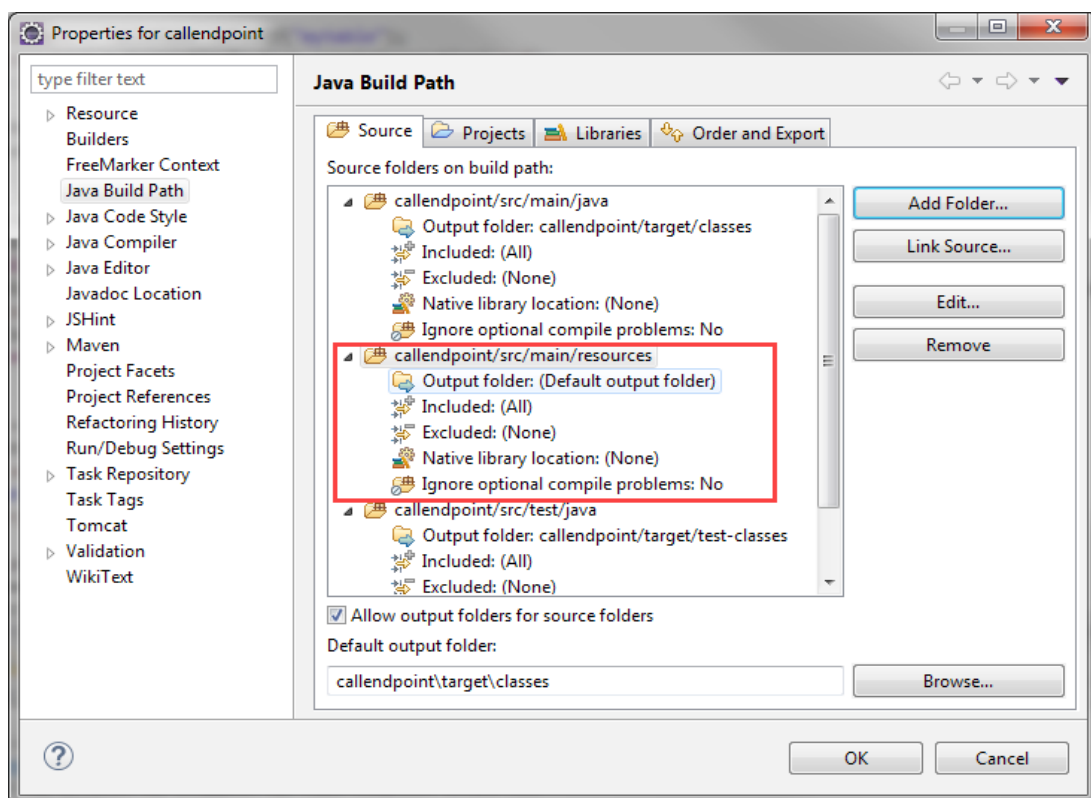 Properties for callendpoint
type filter text
Resource
Builders
FreeMarker Context
Java Build Path
Java Code Style
Java Compiler
Java Editor
Javadoc Location
JSHint
Maven
Project Facets
Project References
Refactoring History
Run/Debug Settings
Task Repository
Task Tags
Tomcat
Validation
WikiText
Java Build Path
Source
Projects
Libraries
Order and Export
Source folders on build path:
callendpoint/src/main/java
Output folder: callendpoint/target/classes
Included: (All)
Excluded: (None)
Native library location: (None)
Ignore optional compile problems: No
callendpoint/src/main/resources
Output folder: (Default output folder)
Included: (All)
Excluded: (None)
Native library location: (None)
Ignore optional compile problems: No
callendpoint/src/test/java
Output folder: callendpoint/target/test-classes
Included: (All)
Excluded: (None)
Add Folder...
Link Source...
Edit...
Remove
Allow output folders for source folders
Default output folder:
callendpoint\target\classes
Browse...
OK
Cancel